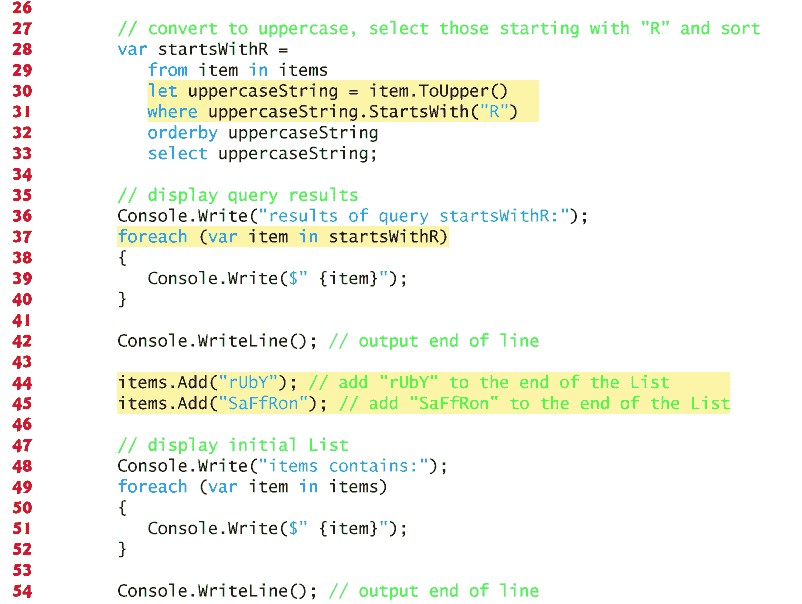 26
27 // convert to uppercase, select those starting with "R" and sort
28 var startsWithR =
29 from item in items
30 let uppercaseString = item.ToUpper()
31 where uppercaseString.StartsWith("R")
32 orderby uppercaseString
33 select uppercaseString;
34
35 // display query results
36 Console.Write("results of query startsWithR:");
37 foreach (var item in startsWithR)
38 {
39 Console.Write($" {item}");
40 }
41
42 Console.WriteLine(); // output end of line
43
44 items.Add("rUbY"); // add "rUbY" to the end of the List
45 items.Add("SaFfRon"); // add "SaFfRon" to the end of the List
46
47 // display initial List
48 Console.Write("items contains:");
49 foreach (var item in items)
50 {
51 Console.Write($" {item}");
52 }
53
54 Console.WriteLine(); // output end of line